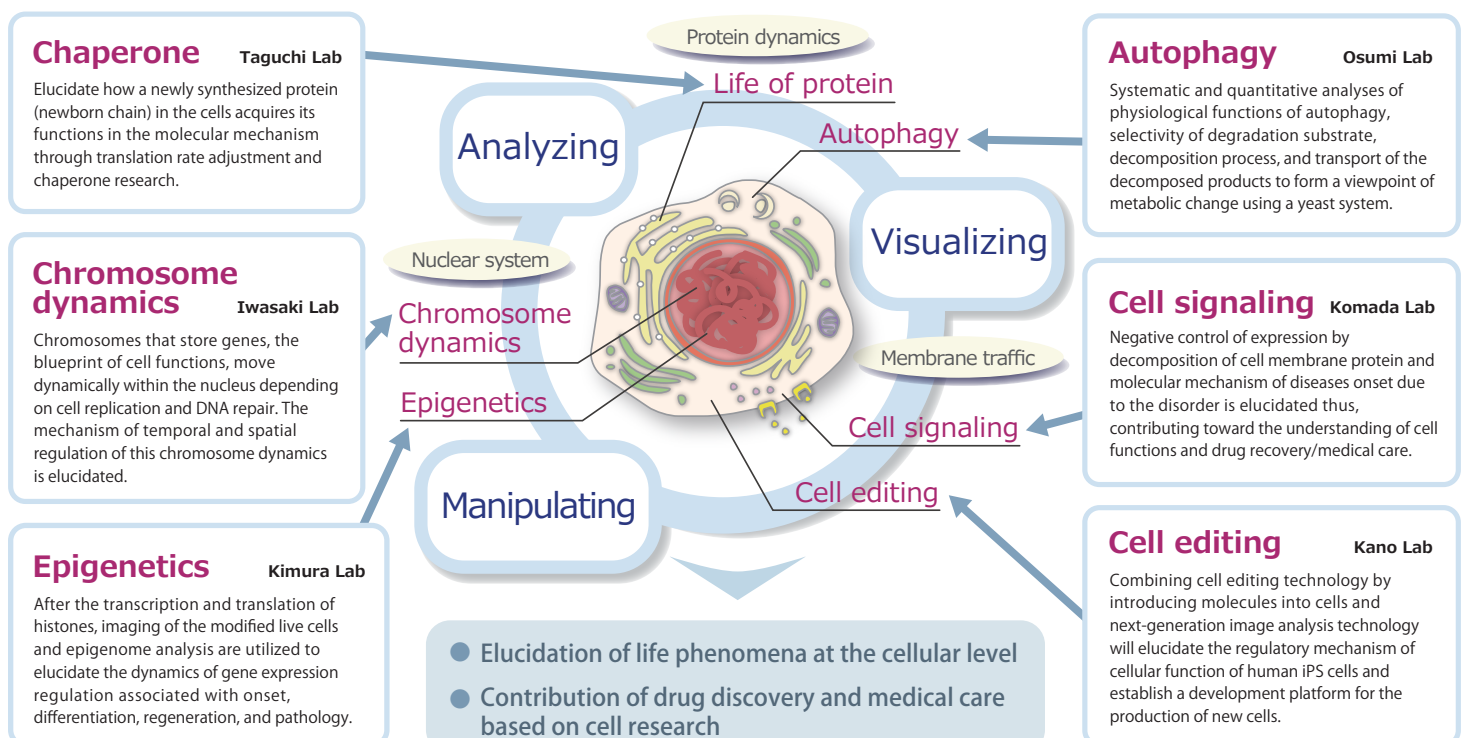 Chaperone Taguchi Lab
Elucidate how a newly synthesized protein
(newborn chain) in the cells acquires its
functions in the molecular mechanism
through translation rate adjustment and
chaperone research.
Chromosome
dynamics Iwasaki Lab
Chromosomes that store genes, the
blueprint of cell functions, move
dynamically within the nucleus depending
on cell replication and DNA repair. The
mechanism of temporal and spatial
regulation of this chromosome dynamics
is elucidated.
Epigenetics Kimura Lab
After the transcription and translation of
histones, imaging of the modified live cells
and epigenome analysis are utilized to
elucidate the dynamics of gene expression
regulation associated with onset,
differentiation, regeneration, and pathology.
Protein dynamics
Life of protein
Autophagy
Analyzing
Visualizing
Nuclear system
Chromosome
dynamics
Membrane traffic
Epigenetics
Cell signaling
Cell editing
Manipulating
Elucidation of life phenomena at the cellular level
Contribution of drug discovery and medical care
based on cell research
Autophagy Osumi Lab
Systematic and quantitative analyses of
physiological functions of autophagy,
selectivity of degradation substrate,
decomposition process, and transport of the
decomposed products to form a viewpoint of
metabolic change using a yeast system.
Cell signaling Komada Lab
Negative control of expression by
decomposition of cell membrane protein and
molecular mechanism of diseases onset due
to the disorder is elucidated thus,
contributing toward the understanding of cell
functions and drug recovery/medical care.
Cell editing Kano Lab
Combining cell editing technology by
introducing molecules into cells and
next-generation image analysis technology
will elucidate the regulatory mechanism of
cellular function of human iPS cells and
establish a development platform for the
production of new cells.